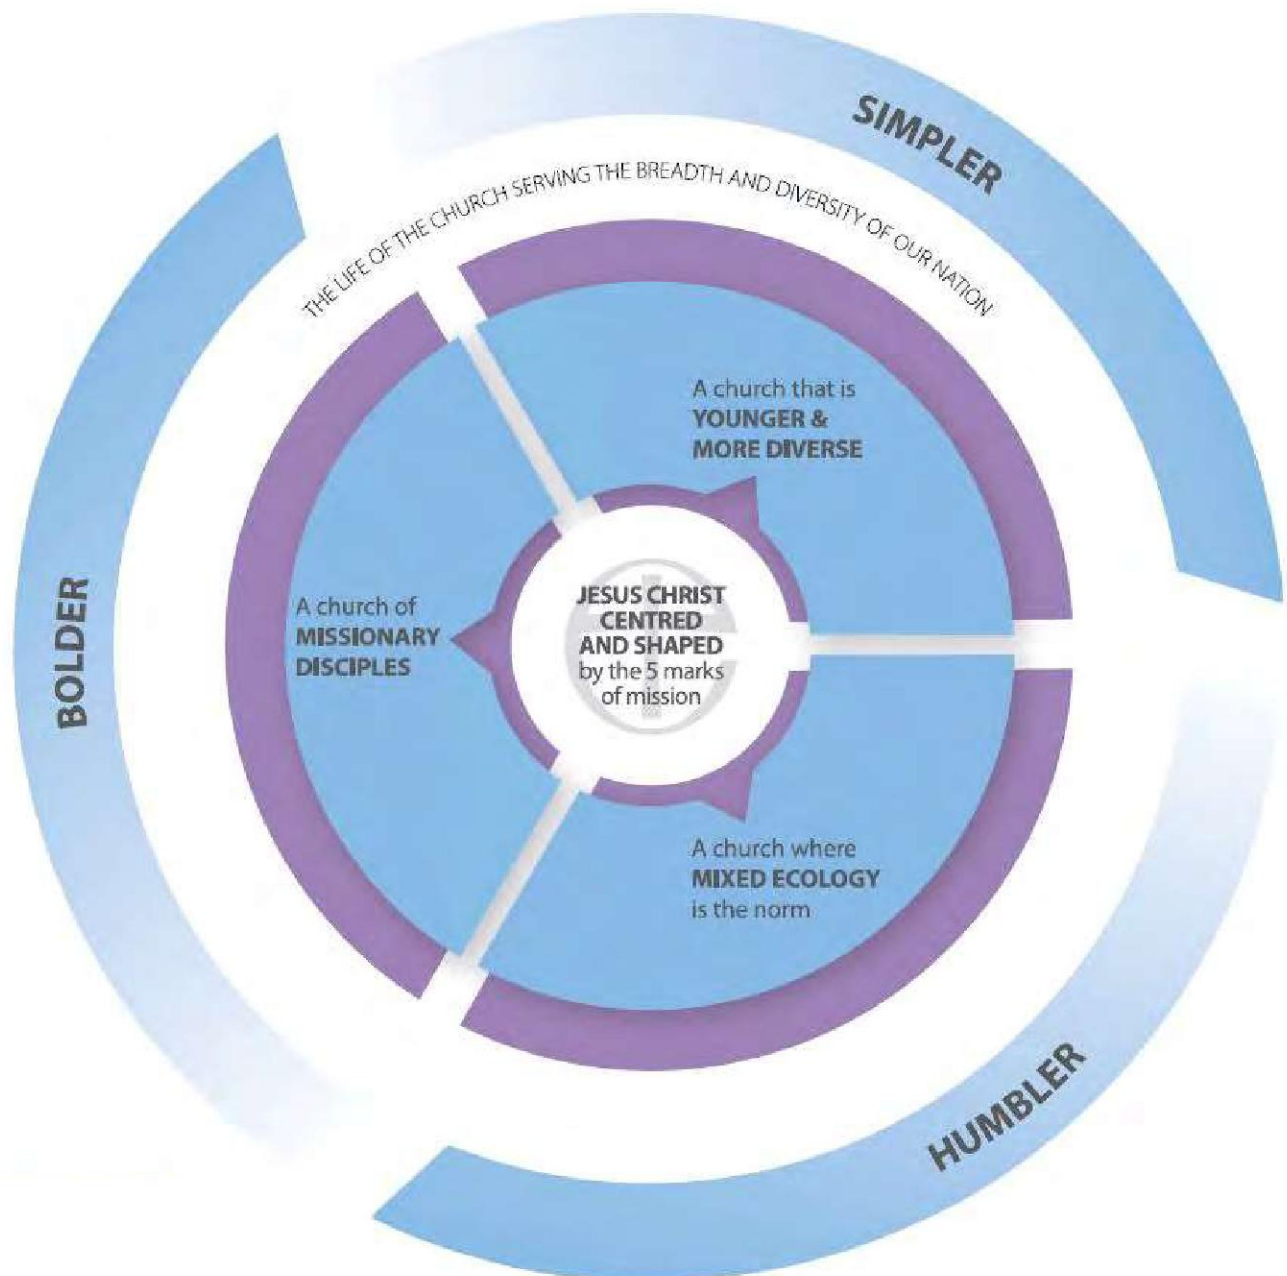 SIMPLER
THE LIFE OF THE CHURCH SERVING THE BREADTH AND DIVERSITY OF OUR NATION
A church that is
YOUNGER &
MORE DIVERSE
BOLDER
A church of
MISSIONARY
DISCIPLES
JESUS CHRIST
CENTRED
AND SHAPED
by the 5 marks
of mission
A church where
MIXED ECOLOGY
is the norm
HUMBLER